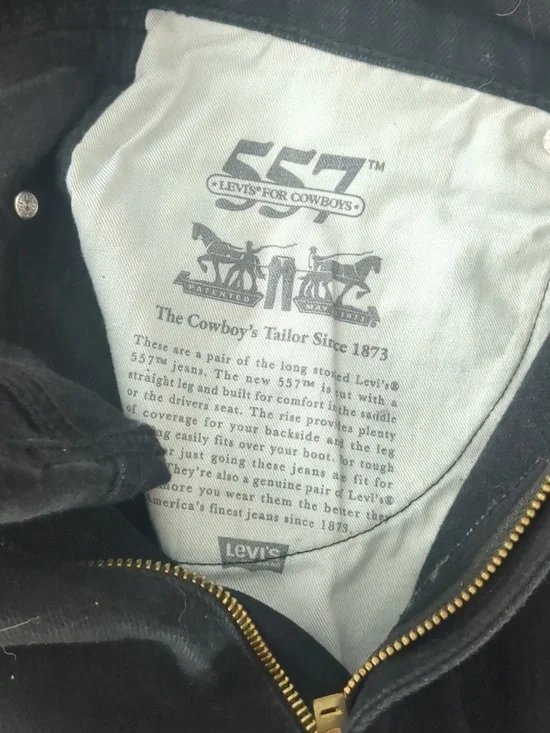 557™
LEVI'S® FOR COWBOYS
PATENTED
MAY 1873
The Cowboy's Tailor Since 1873
These are a pair of the long stored Levi's®
557™ jeans. The new 557™ is cut with a
straight leg and built for comfort in the saddle
or the drivers seat. The rise provides plenty
of coverage for your backside and the leg
easily fits over your boot. or tough
r just going these jeans are fit for
They're also a genuine pair of Levi's®
more you wear them the better they
America's finest jeans since 1873.
Levi's